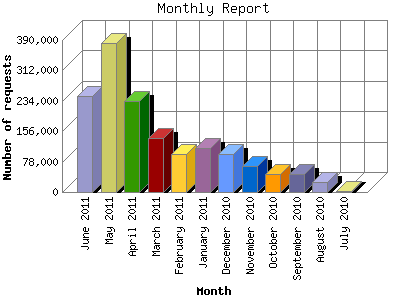 Monthly Report
390,000
312,000
234,000
156,000
78,000
0
Number of requests
June 2011
May 2011
April 2011
March 2011
February 2011
January 2011
December 2010
November 2010
October 2010
September 2010
August 2010
July 2010
Month